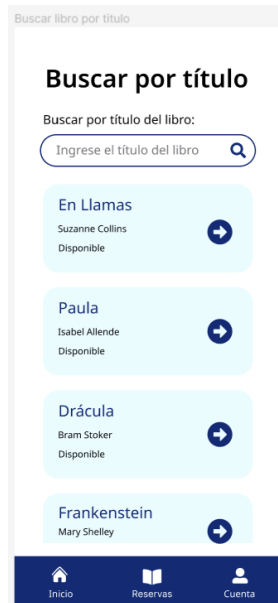 Buscar libro por titulo
Buscar por título
Buscar por título del libro:
Ingrese el título del libro
En Llamas
Suzanne Collins
Disponible
Paula
Isabel Allende
Disponible
Drácula
Bram Stoker
Disponible
Frankenstein
Mary Shelley
Inicio Reservas Cuenta